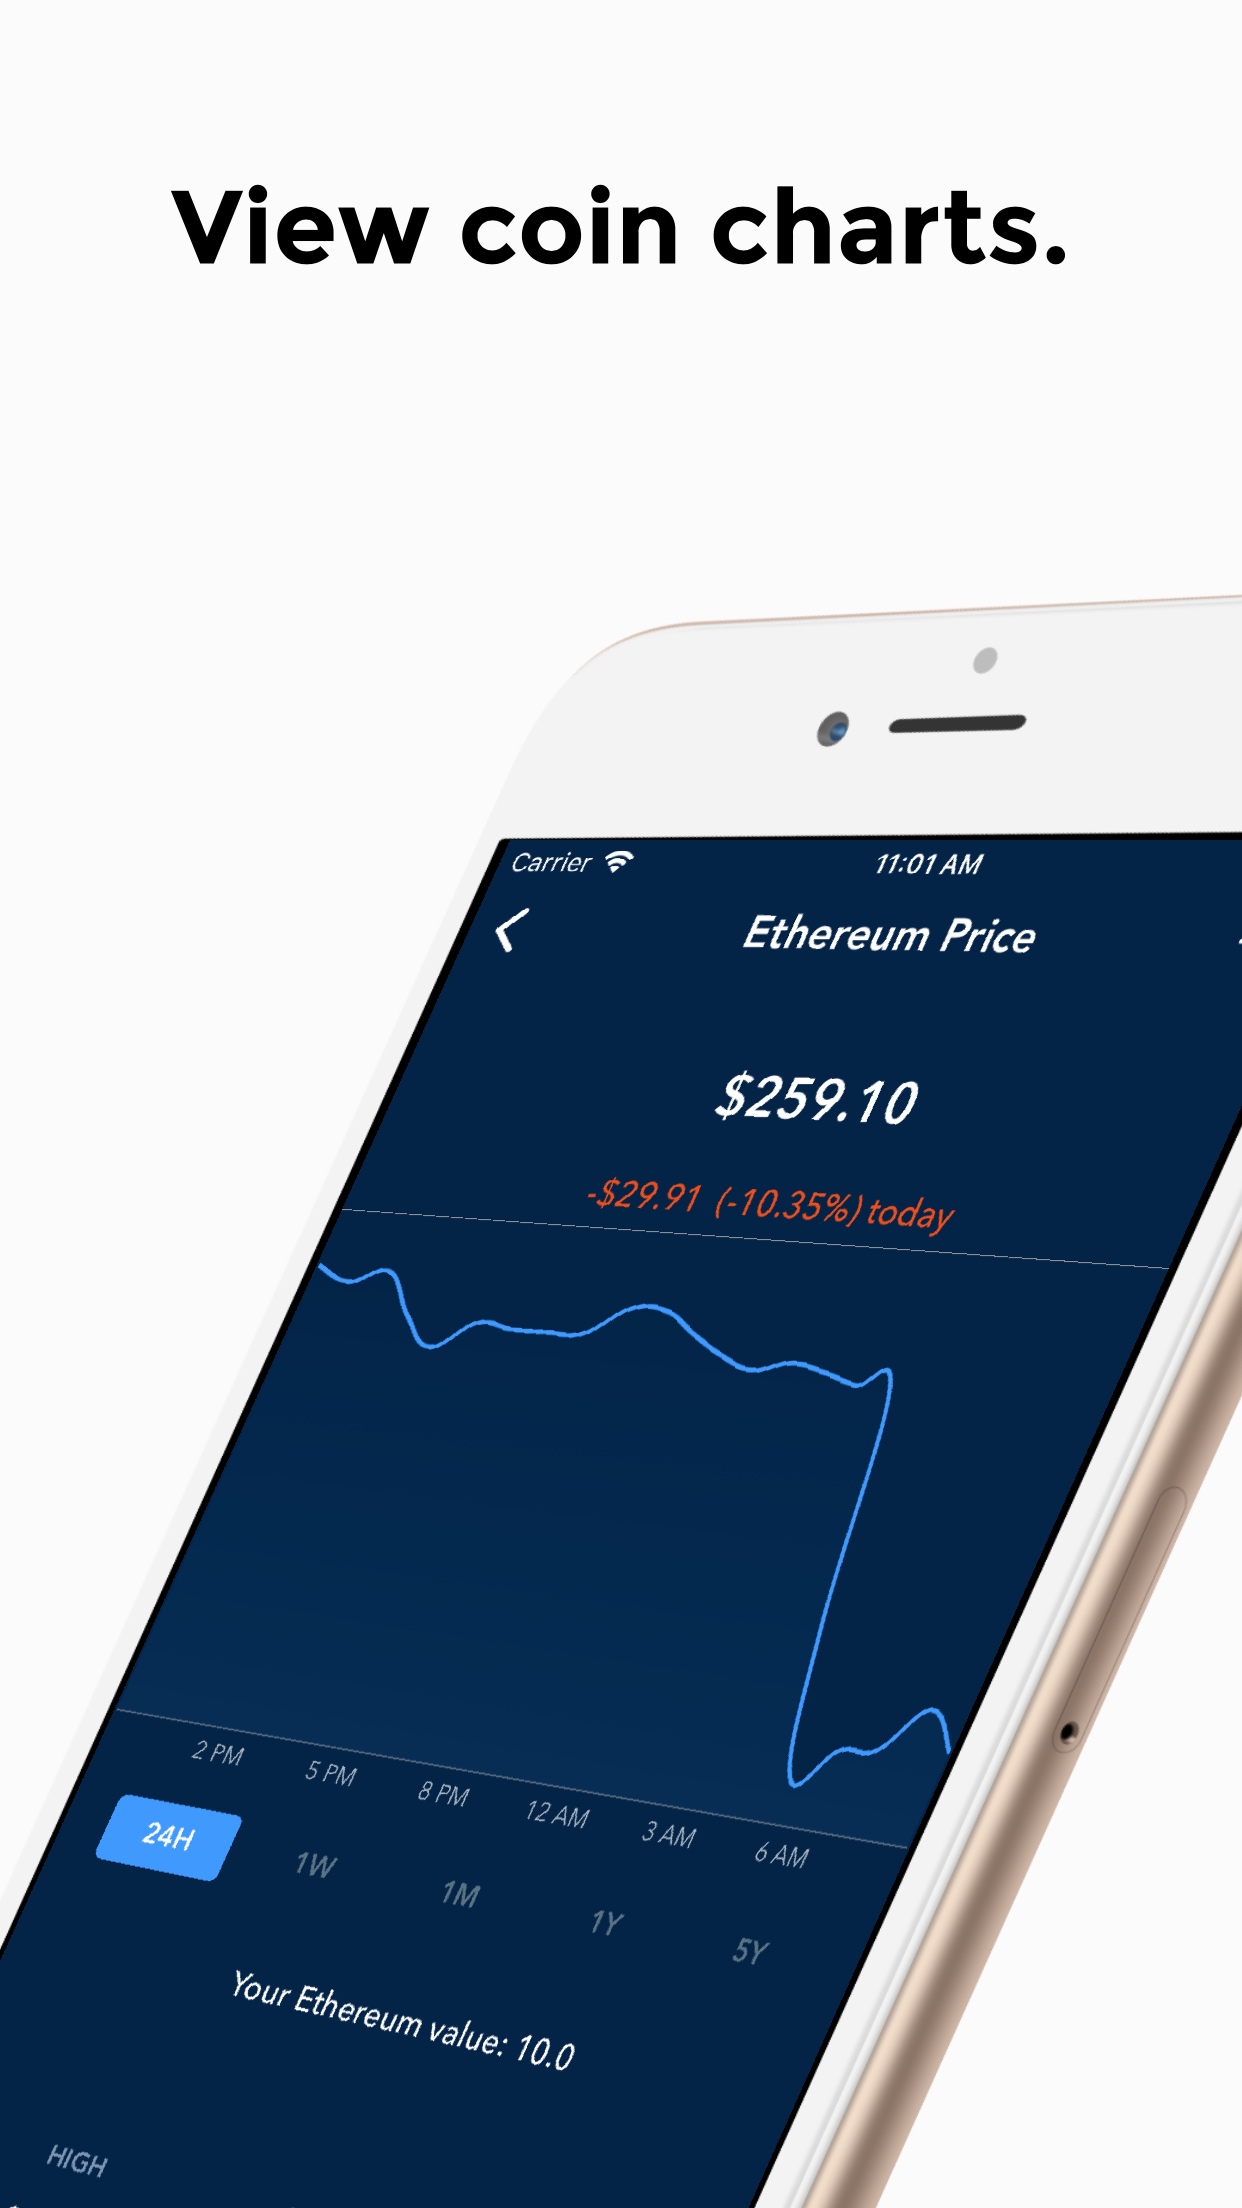 View coin charts.
Carrier 11:01 AM
Ethereum Price
$259.10
-$29.91 (-10.35%) today
2 PM 5 PM 8 PM 12 AM 3 AM 6 AM
24H 1W 1M 1Y 5Y
Your Ethereum value: 10.0
HIGH